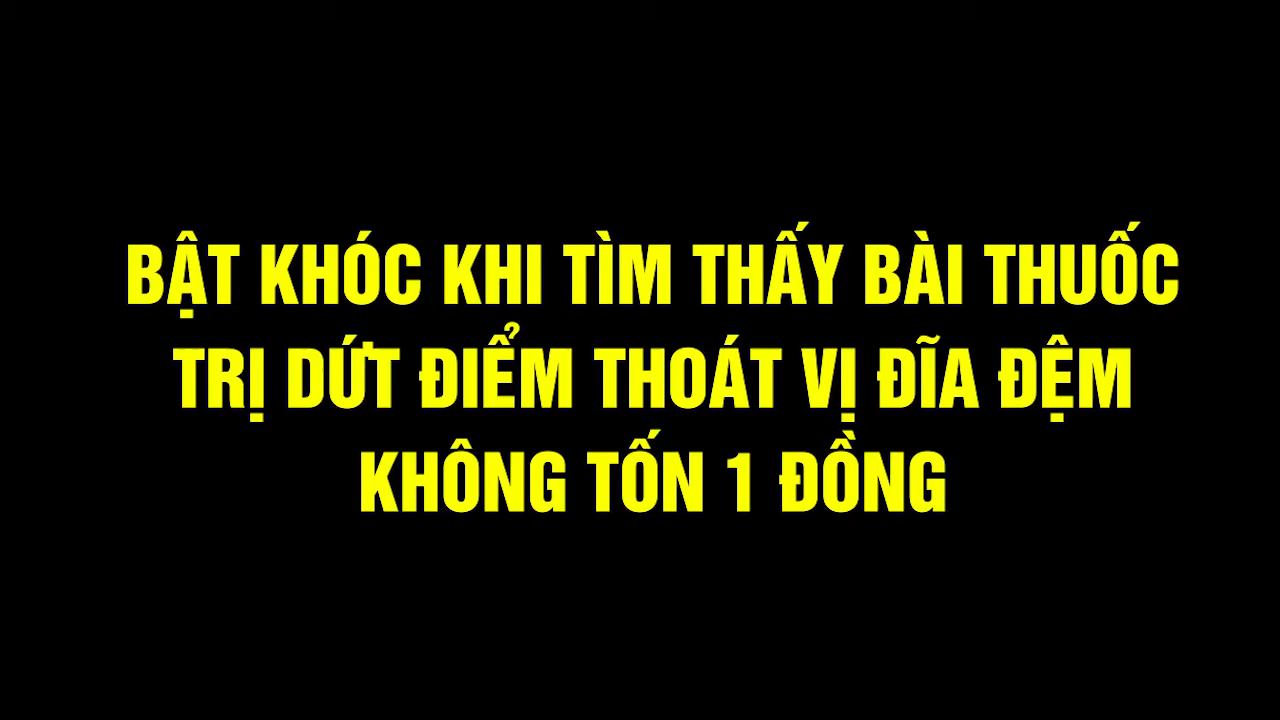 BẬT KHÓC KHI TÌM THẤY BÀI THUỐC
TRỊ DỨT ĐIỂM THOÁT VỊ ĐĨA ĐỆM
KHÔNG TỐN 1 ĐỒNG